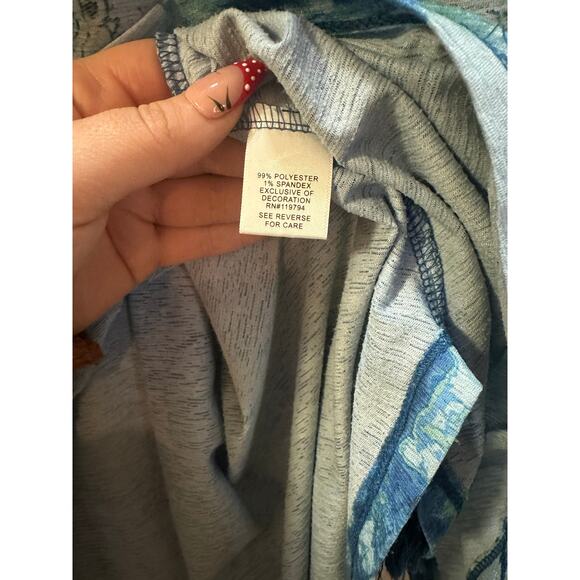 99% POLYESTER
1% SPANDEX
EXCLUSIVE OF
DECORATION
RN#119794
SEE REVERSE
FOR CARE